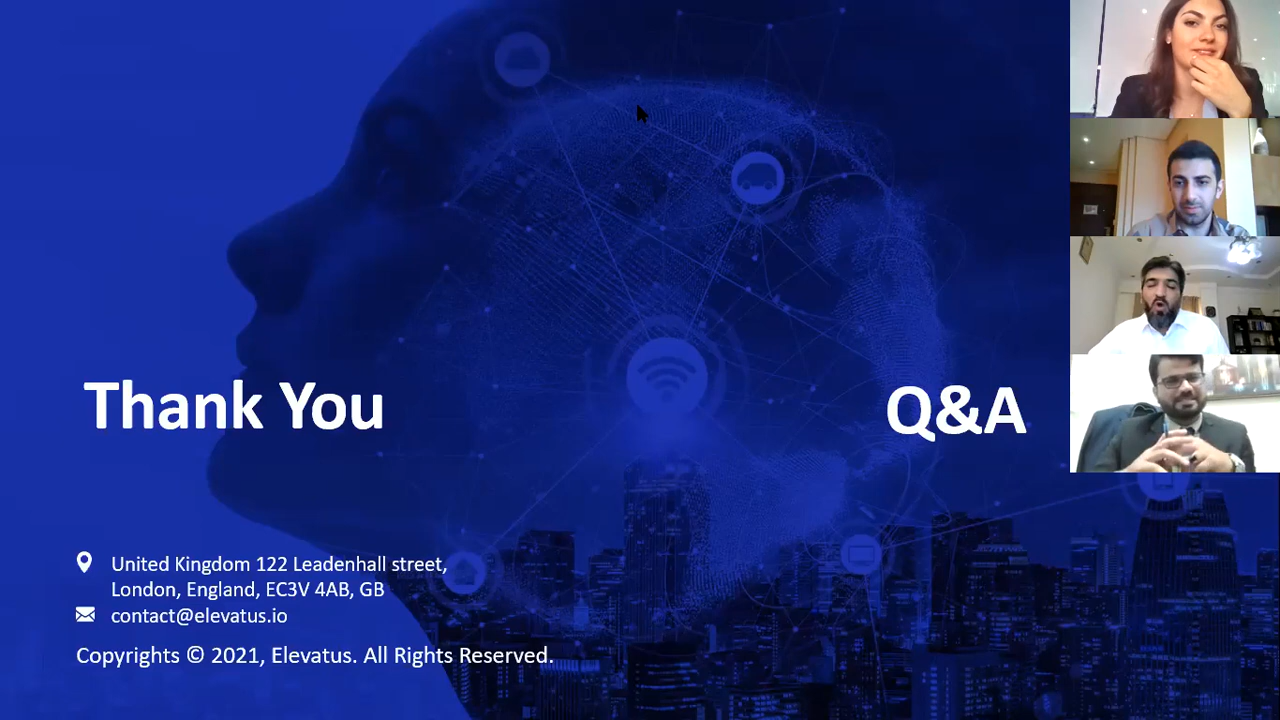 Thank You
Q&A
United Kingdom 122 Leadenhall street,
London, England, EC3V 4AB, GB
contact@elevatus.io
Copyrights © 2021, Elevatus. All Rights Reserved.